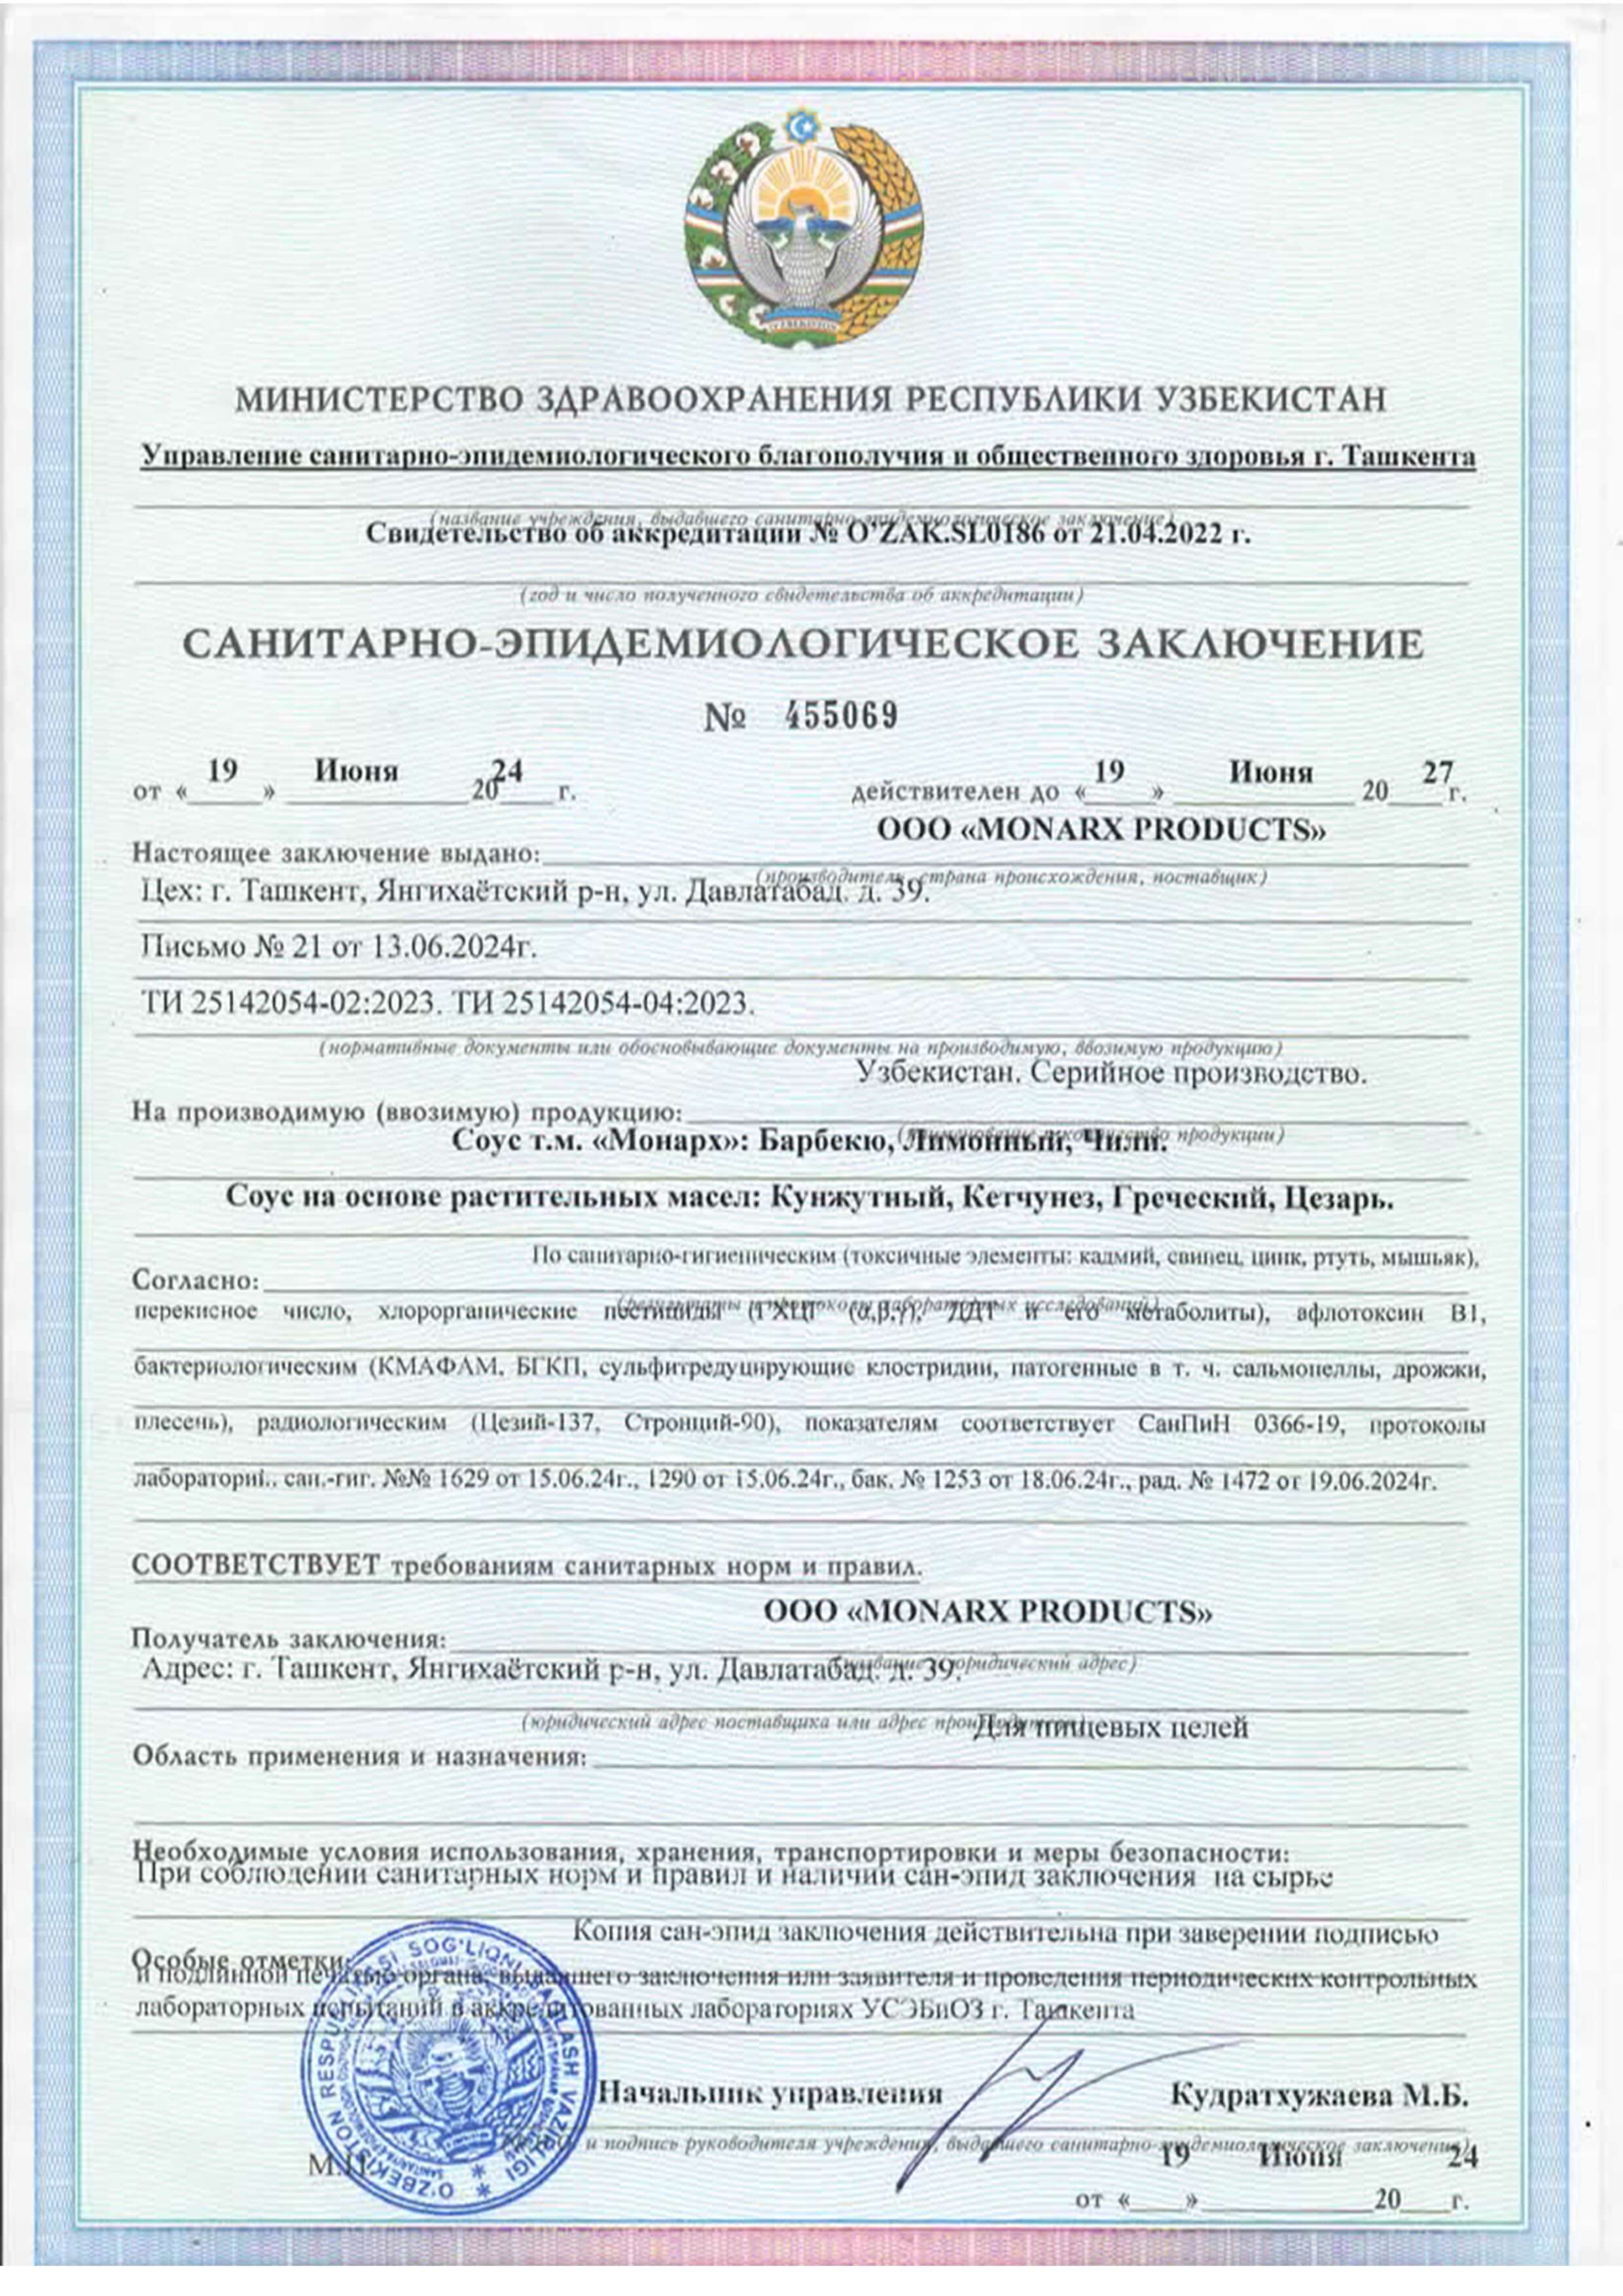 МИНИСТЕРСТВО ЗДРАВООХРАНЕНИЯ РЕСПУБЛИКИ УЗБЕКИСТАН
Управление санитарно-эпидемиологического благополучия и общественного здоровья г. Ташкента
(название учреждения, выдавшего санитарно-эпидемиологическое заключение)
Свидетельство об аккредитации № O’ZAK.SL0186 от 21.04.2022 г.
(год и число полученного свидетельства об аккредитации)
САНИТАРНО-ЭПИДЕМИОЛОГИЧЕСКОЕ ЗАКЛЮЧЕНИЕ
№ 455069
от « 19 » Июня 2024 г. действителен до « 19 » Июня 20 27 г.
ООО «MONARX PRODUCTS»
Настоящее заключение выдано:
(производитель, страна происхождения, поставщик)
Цех: г. Ташкент, Янгихаётский р-н, ул. Давлатабад. д. 39.
Письмо № 21 от 13.06.2024г.
ТИ 25142054-02:2023. ТИ 25142054-04:2023.
(нормативные документы или обосновывающие документы на производимую, ввозимую продукцию)
Узбекистан. Серийное производство.
На производимую (ввозимую) продукцию:
продукции)
Соус т.м. «Монарх»: Барбекю, Лимонный, Чили.
Соус на основе растительных масел: Кунжутный, Кетчунез, Греческий, Цезарь.
По санитарно-гигиеническим (токсичные элементы: кадмий, свинец, цинк, ртуть, мышьяк),
Согласно:
(результаты и протоколы лабораторных исследований)
перекисное число, хлорорганические пестициды (ГХЦГ (α,β,γ), ДДТ и его метаболиты), афлотоксин В1,
бактериологическим (КМАФАМ, БГКП, сульфитредуцирующие клостридии, патогенные в т. ч. сальмонеллы, дрожжи,
плесень), радиологическим (Цезий-137, Стронций-90), показателям соответствует СанПиН 0366-19, протоколы
сан.-гиг. №№ 1629 от 15.06.24г., 1290 от 15.06.24г., бак. № 1253 от 18.06.24г., рад. № 1472 от 19.06.2024г.
СООТВЕТСТВУЕТ требованиям санитарных норм и правил.
ООО «MONARX PRODUCTS»
Получатель заключения:
юридический адрес)
Адрес: г. Ташкент, Янгихаётский р-н, ул. Давлатабад. д. 39.
(юридический адрес поставщика или адрес
Для пищевых целей
Область применения и назначения:
Необходимые условия использования, хранения, транспортировки и меры безопасности:
При соблюдении санитарных норм и правил и наличии сан-эпид заключения на сырье
Копия сан-эпид заключения действительна при заверении подписью
Особые отметки:
и подлинной печатью органа, выдавшего заключения или заявителя и проведения периодических контрольных
лабораторных испытаний в аккредитованных лабораториях УСЭБиОЗ г. Ташкента
O'ZBEKISTON RESPUBLIKASI SOG'LIQNI SAQLASH VAZIRLIGI
Начальник управления Кудратхужаева М.Б.
и подпись руководителя учреждения, выдавшего санитарно-эпидемиологическое заключение)
М.П.
19 Июня 24
от « » 20 г.